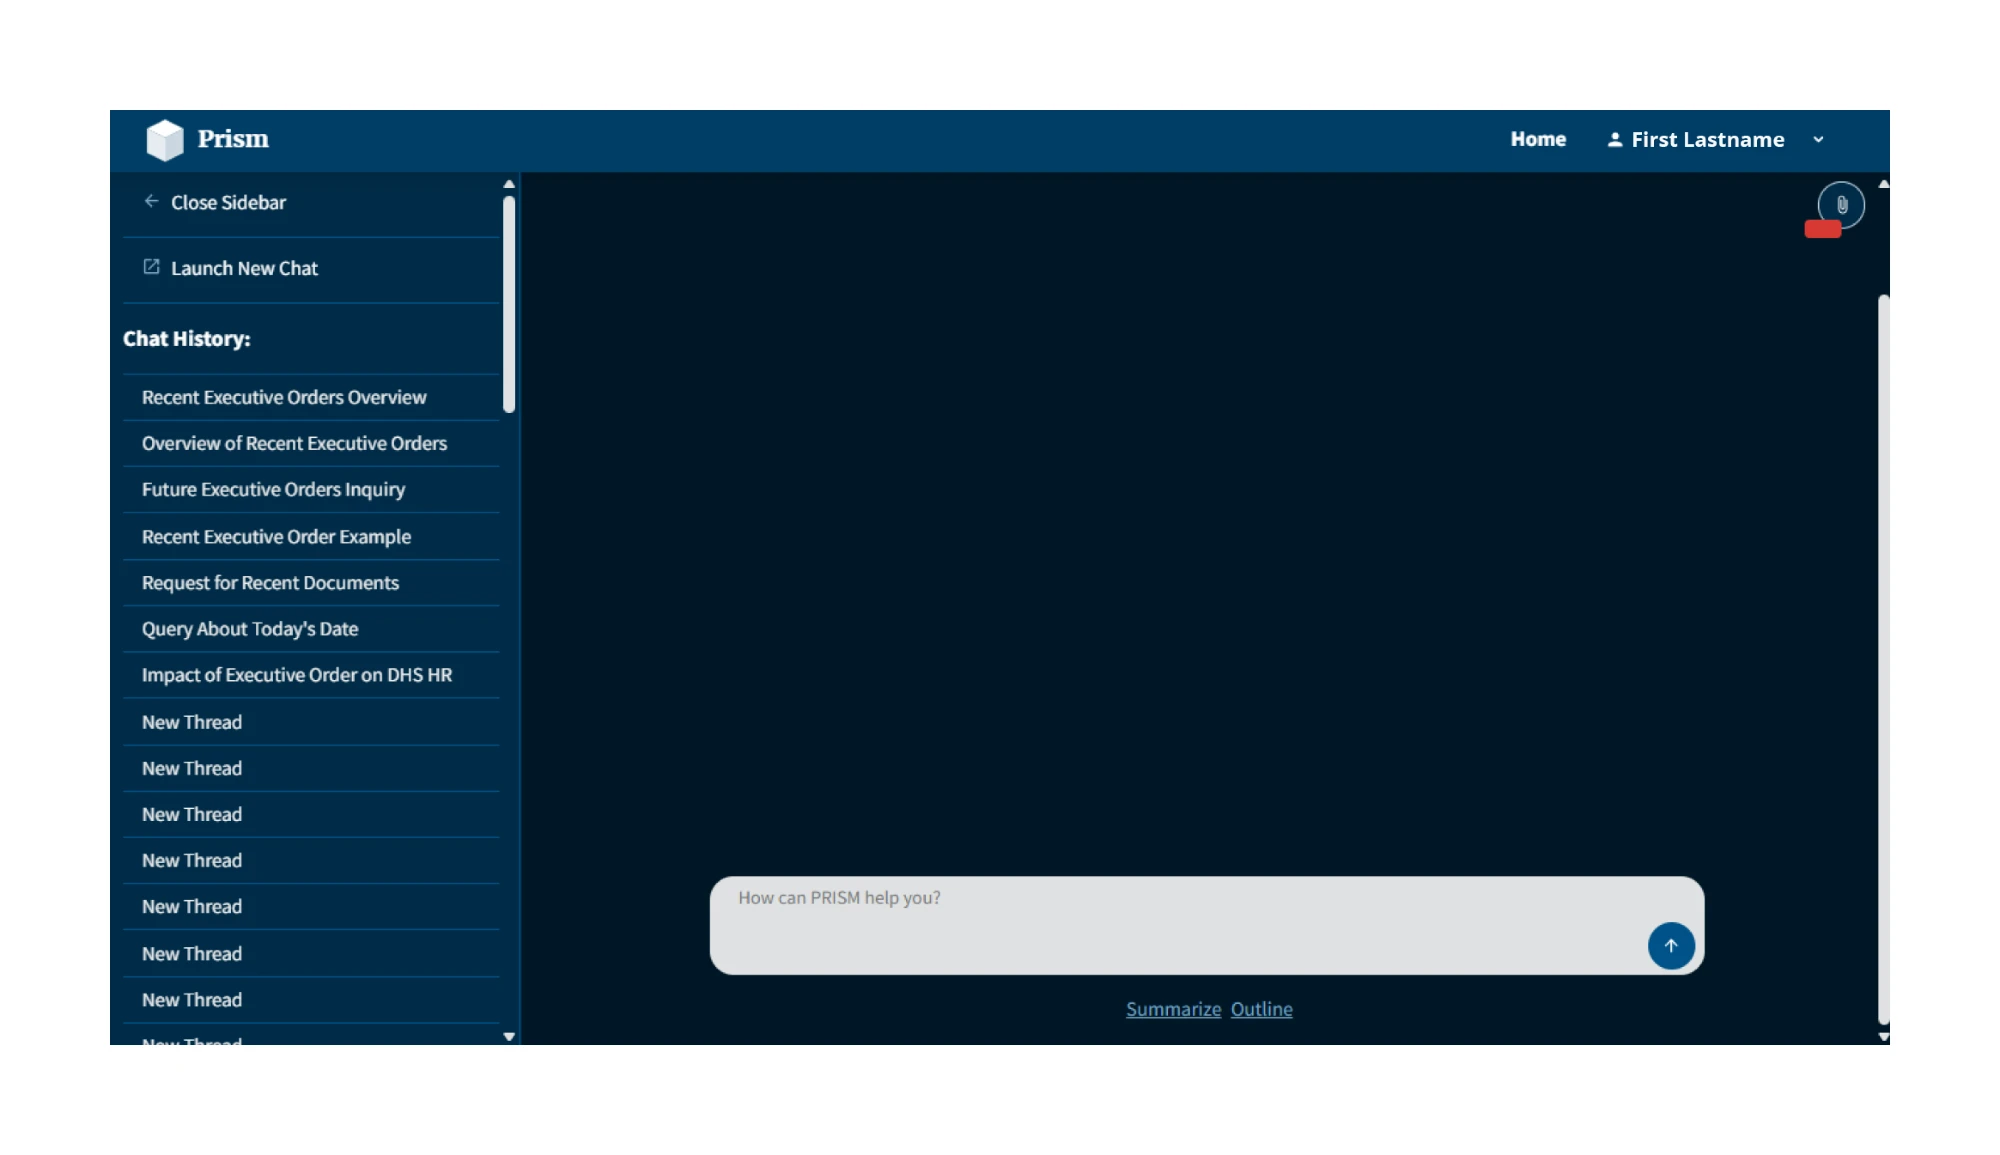 Prism
Home
First Lastname
Close Sidebar
Launch New Chat
Chat History:
Recent Executive Orders Overview
Overview of Recent Executive Orders
Future Executive Orders Inquiry
Recent Executive Order Example
Request for Recent Documents
Query About Today's Date
Impact of Executive Order on DHS HR
New Thread
New Thread
New Thread
New Thread
New Thread
New Thread
New Thread
New Thread
How can PRISM help you?
Summarize Outline